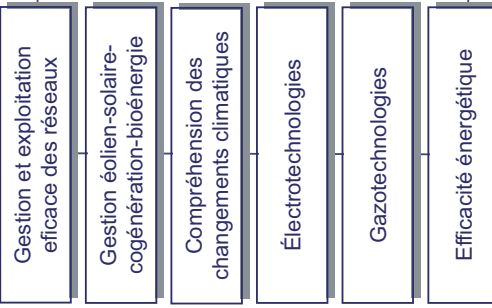 Gestion et exploitation
eficace des réseaux
Gestion éolien-solaire-
cogénération-bioénergie
Compréhension des
changements climatiques
Électrotechnologies
Gazotechnologies
Efficacité énergétique